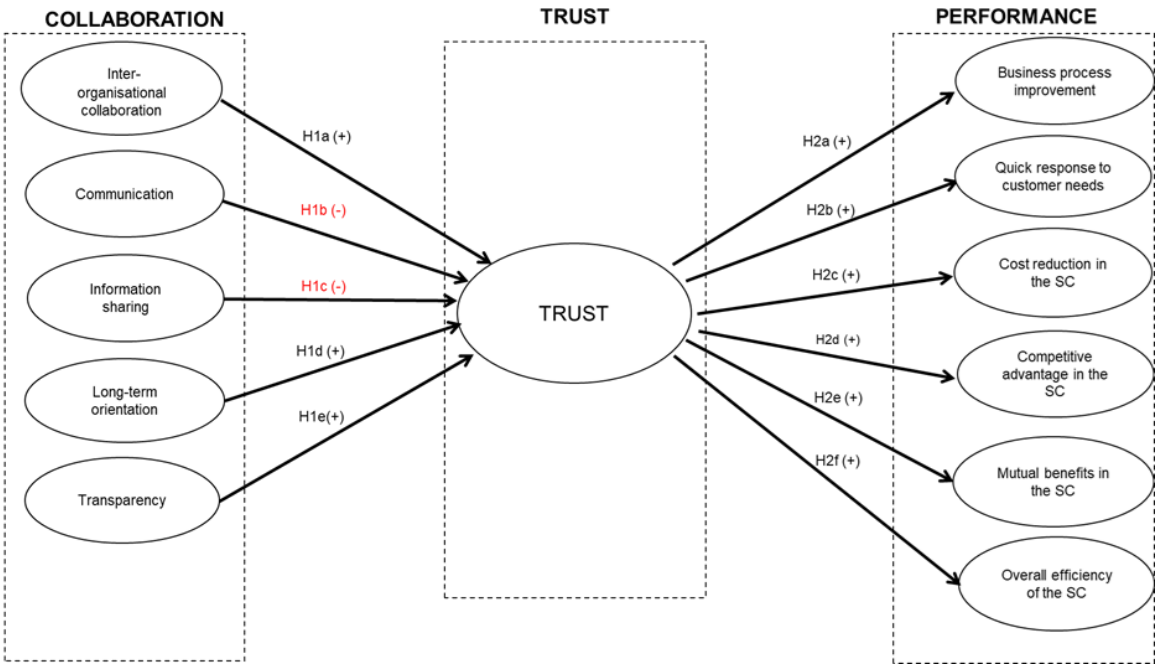 COLLABORATION
TRUST
PERFORMANCE
Inter-
organisational
collaboration
Communication
Information
sharing
Long-term
orientation
Transparency
H1a (+)
H1b (-)
H1c (-)
H1d (+)
H1e(+)
TRUST
H2a (+)
H2b (+)
H2c (+)
H2d (+)
H2e (+)
H2f (+)
Business process
improvement
Quick response to
customer needs
Cost reduction in
the SC
Competitive
advantage in the
SC
Mutual benefits in
the SC
Overall efficiency
of the SC